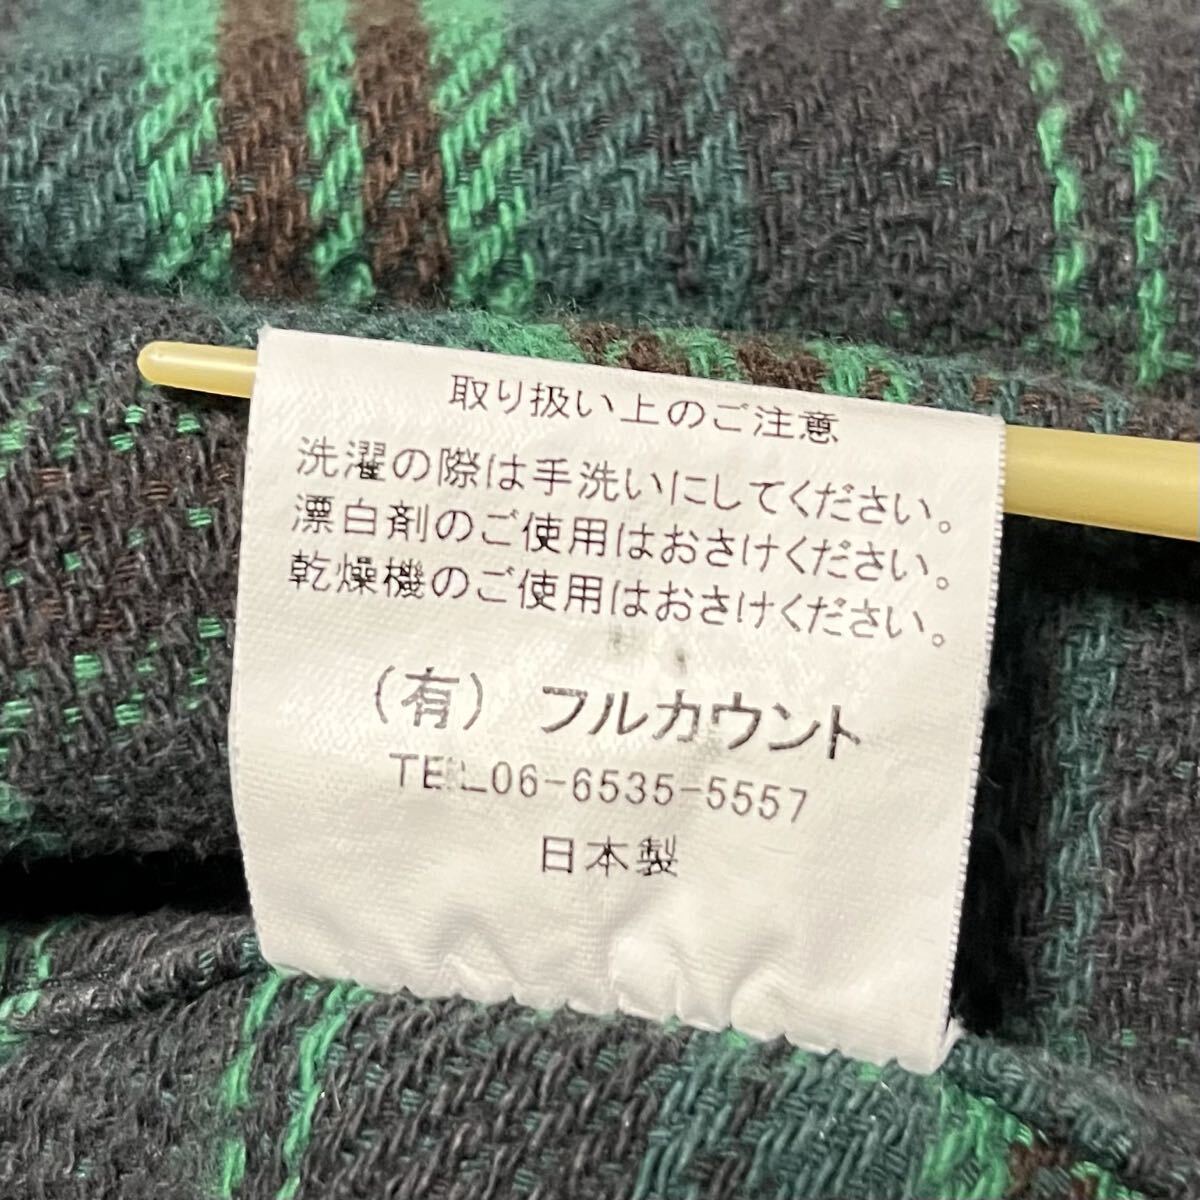 取り扱い上のご注意
洗濯の際は手洗いにしてください。
漂白剤のご使用はおさけください。
乾燥機のご使用はおさけください。
(有) フルカウント
TEL06-6535-5557
日本製